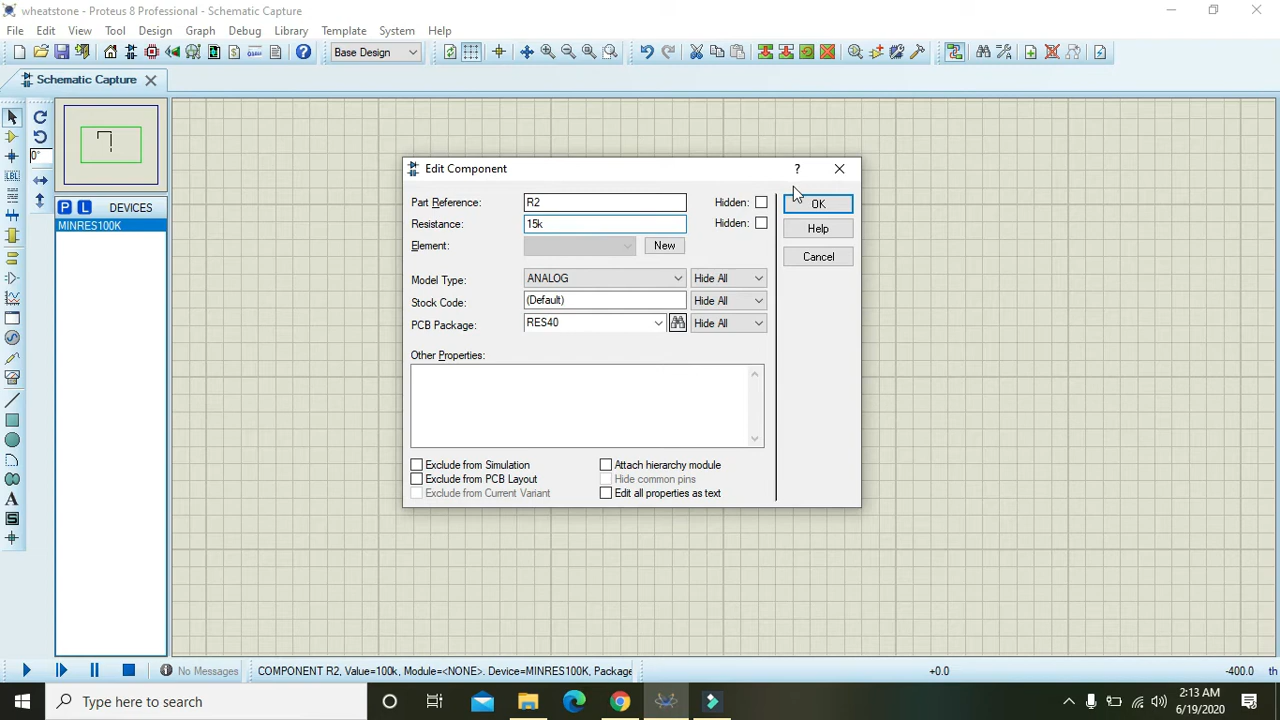 wheatstone - Proteus 8 Professional - Schematic Capture
File Edit View Tool Design Graph Debug Library Template System Help
Base Design
Schematic Capture
0°
LBL
P L DEVICES
MINRES100K
A
S
Edit Component ?
Part Reference: R2 Hidden: OK
Resistance: 15k Hidden: Help
Element: New
Cancel
Model Type: ANALOG Hide All
Stock Code: (Default) Hide All
PCB Package: RES40 Hide All
Other Properties:
Exclude from Simulation Attach hierarchy module
Exclude from PCB Layout Hide common pins
Exclude from Current Variant Edit all properties as text
No Messages COMPONENT R2, Value=100k, Module=<NONE>. Device=MINRES100K, Package +0.0 -400.0 th
Type here to search
2:13 AM
6/19/2020